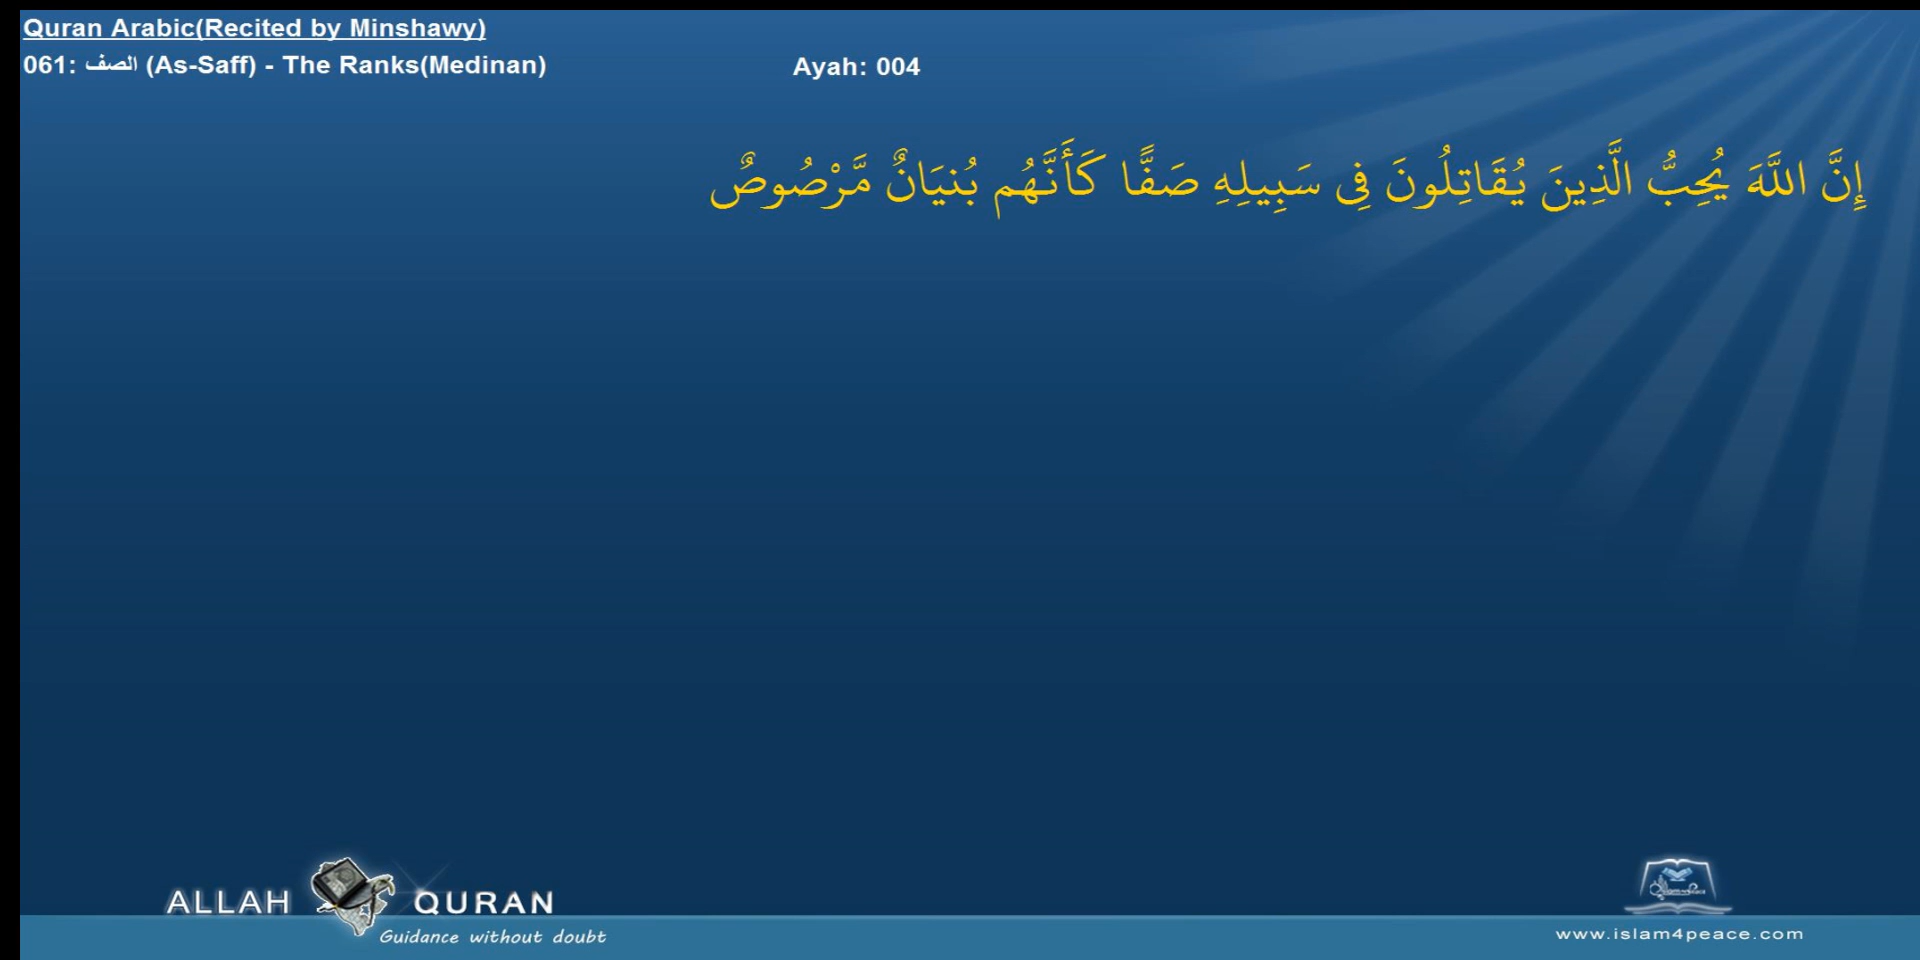 Quran Arabic(Recited by Minshawy)
061: الصف (As-Saff) - The Ranks(Medinan)
Ayah: 004
إِنَّ اللَّهَ يُحِبُّ الَّذِينَ يُقَاتِلُونَ فِى سَبِيلِهِ صَفًّا كَأَنَّهُم بُنيَانٌ مَّرْصُوصٌ
ALLAH QURAN
Guidance without doubt
www.islam4peace.com